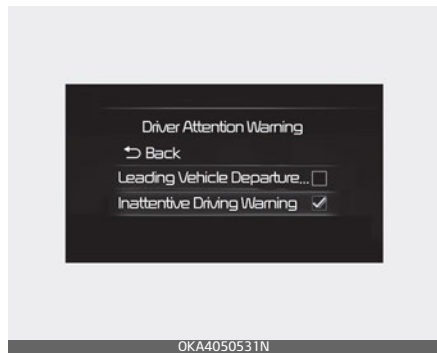 Driver Attention Warning
Back
Leading Vehicle Departure...
Inattentive Driving Warning
OKA4050531N